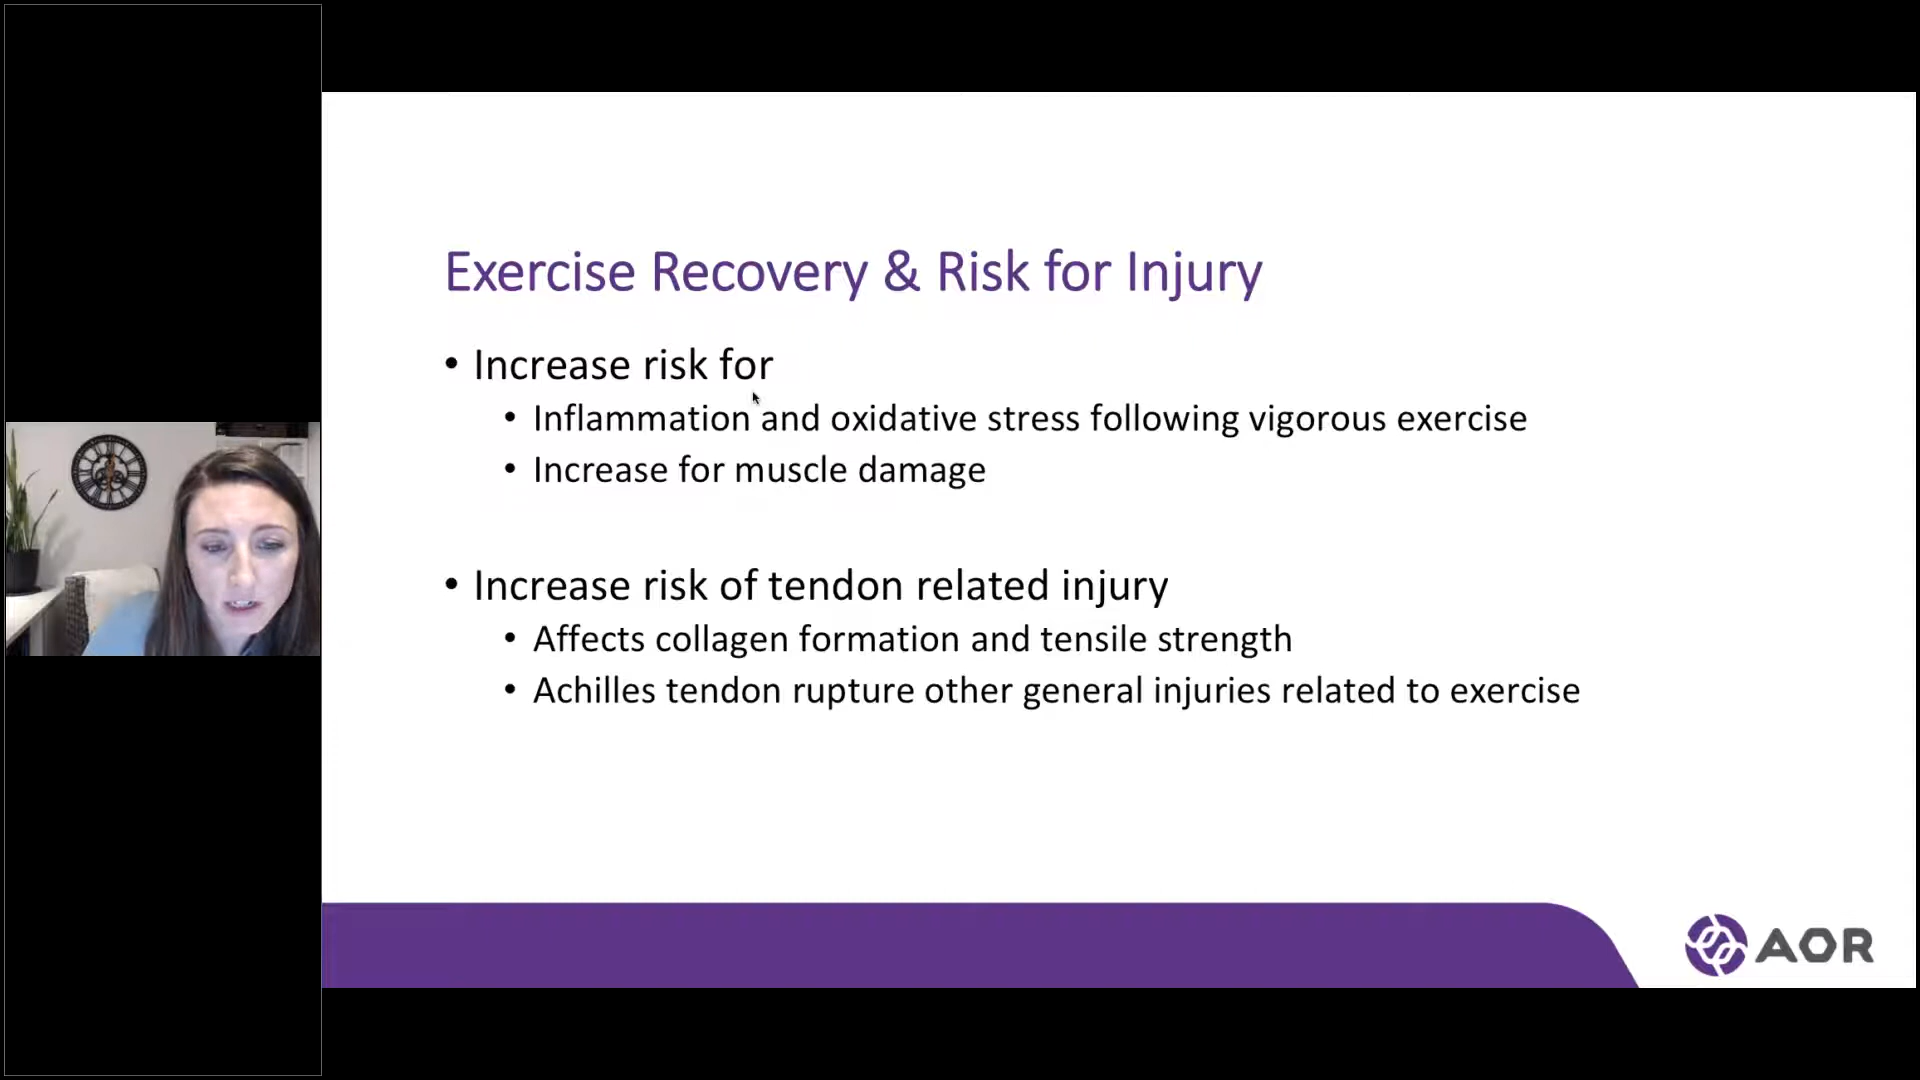 Exercise Recovery & Risk for Injury
• Increase risk for
• Inflammation and oxidative stress following vigorous exercise
• Increase for muscle damage
• Increase risk of tendon related injury
• Affects collagen formation and tensile strength
• Achilles tendon rupture other general injuries related to exercise
AOR